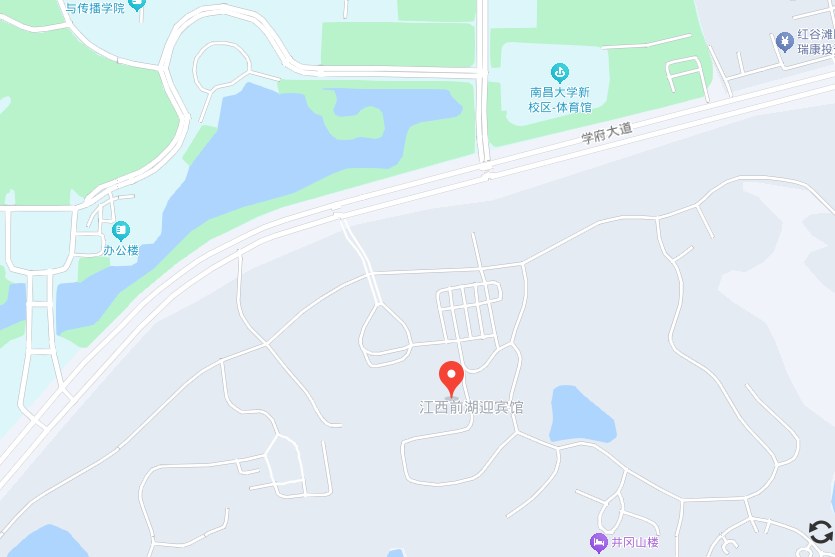 与传播学院
红谷滩
瑞康投
南昌大学新
校区-体育馆
学府大道
办公楼
江西前湖迎宾馆
井冈山楼